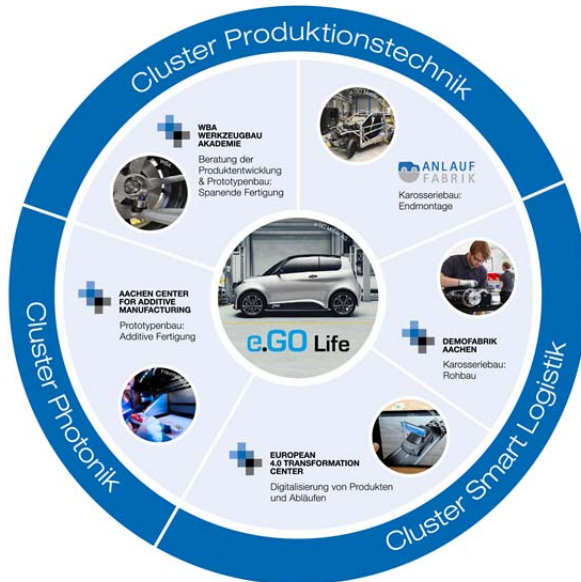 Cluster Produktionstechnik
WBA
WERKZEUGBAU
AKADEMIE
Beratung der
Produktentwicklung
& Prototypenbau:
Spanende Fertigung
ANLAUF
FABRIK
Karosseriebau:
Endmontage
AACHEN CENTER
FOR ADDITIVE
MANUFACTURING
Prototypenbau:
Additive Fertigung
e.GO Life
DEMOFABRIK
AACHEN
Karosseriebau:
Rohbau
EUROPEAN
4.0 TRANSFORMATION
CENTER
Digitalisierung von Produkten
und Abläufen
Cluster Photonik
Cluster Smart Logistik